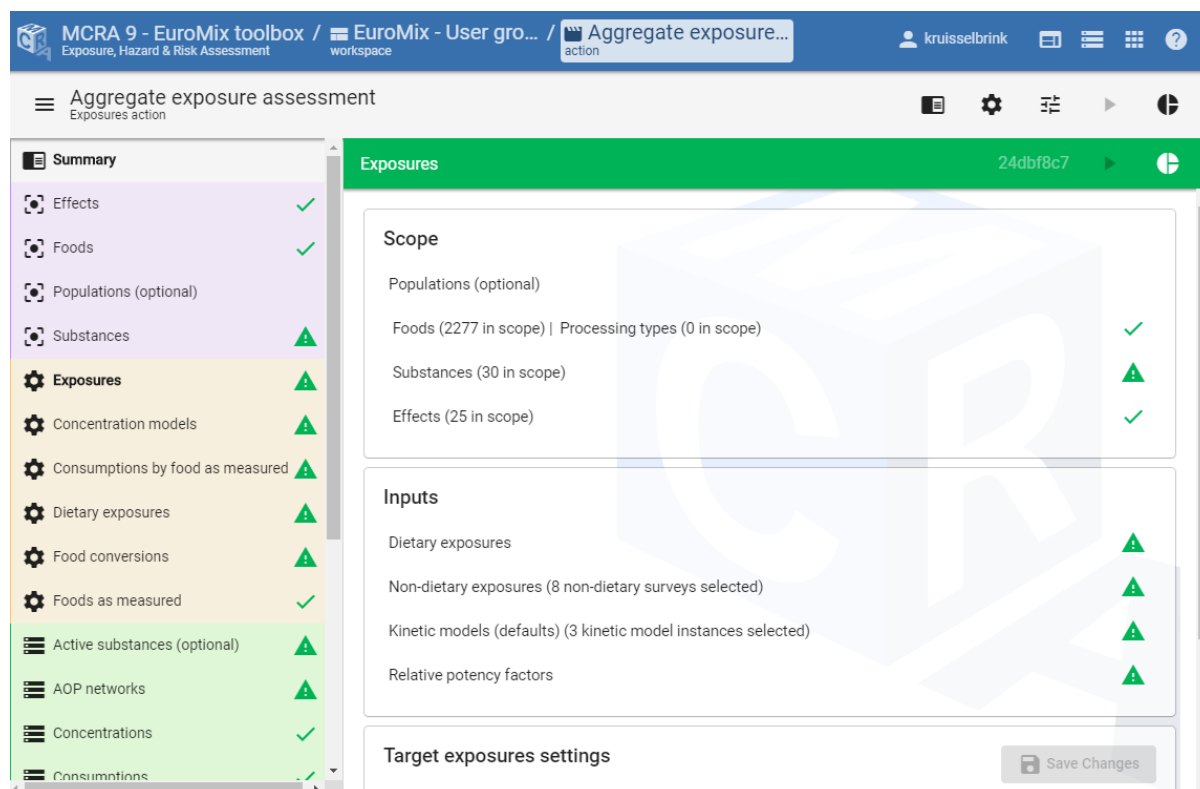 MCRA 9 - EuroMix toolbox / EuroMix - User gro... / Aggregate exposure...
Exposure, Hazard & Risk Assessment workspace action
kruisselbrink
Aggregate exposure assessment
Exposures action
Summary
Effects
Foods
Populations (optional)
Substances
Exposures
Concentration models
Consumptions by food as measured
Dietary exposures
Food conversions
Foods as measured
Active substances (optional)
AOP networks
Concentrations
Consumptions
Exposures 24dbf8c7
Scope
Populations (optional)
Foods (2277 in scope) | Processing types (0 in scope)
Substances (30 in scope)
Effects (25 in scope)
Inputs
Dietary exposures
Non-dietary exposures (8 non-dietary surveys selected)
Kinetic models (defaults) (3 kinetic model instances selected)
Relative potency factors
Target exposures settings
Save Changes